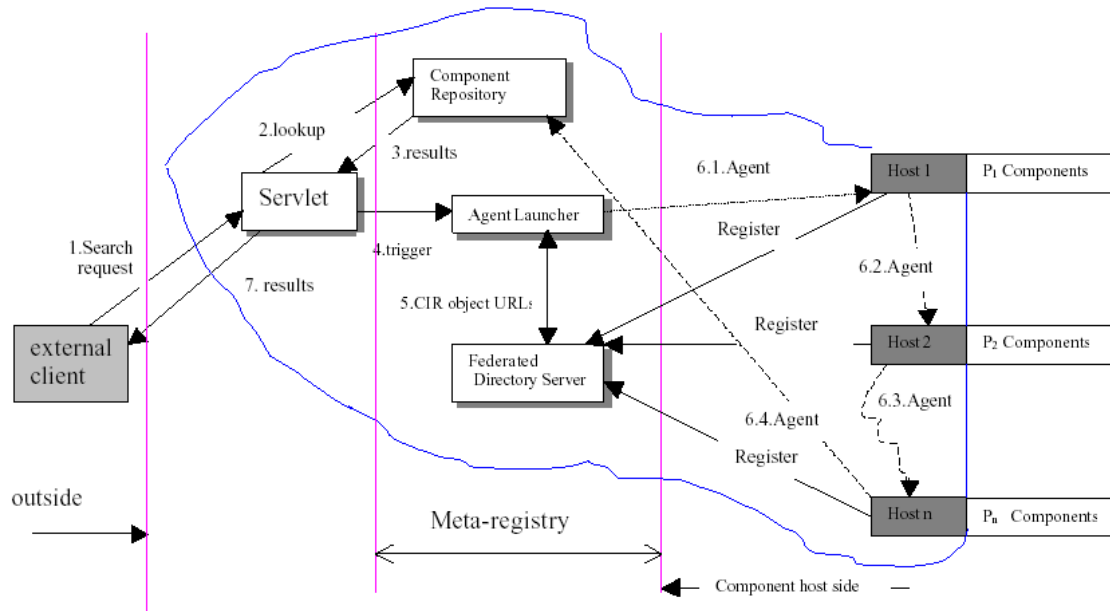 Component
Repository
2.lookup
3.results
6.1.Agent
Host 1
P1 Components
Servlet
Agent Launcher
Register
1.Search
request
4.trigger
6.2.Agent
7. results
5.CIR object URLs
Register
external
client
Federated
Directory Server
Host 2
P2 Components
6.3.Agent
6.4.Agent
Register
outside
Meta-registry
Host n
Pn Components
Component host side